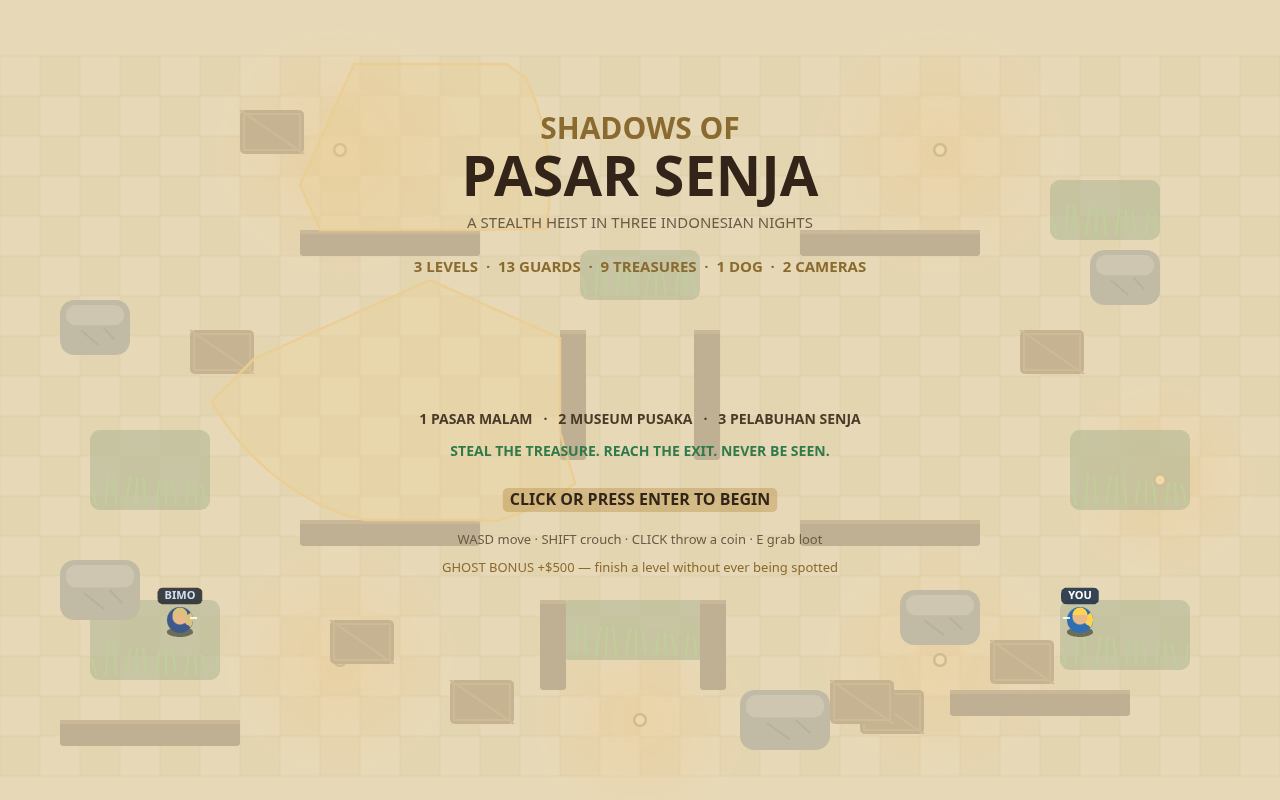 SHADOWS OF
PASAR SENJA
A STEALTH HEIST IN THREE INDONESIAN NIGHTS
3 LEVELS · 13 GUARDS · 9 TREASURES · 1 DOG · 2 CAMERAS
1 PASAR MALAM · 2 MUSEUM PUSAKA · 3 PELABUHAN SENJA
STEAL THE TREASURE. REACH THE EXIT. NEVER BE SEEN.
CLICK OR PRESS ENTER TO BEGIN
WASD move · SHIFT crouch · CLICK throw a coin · E grab loot
GHOST BONUS +$500 — finish a level without ever being spotted
BIMO
YOU